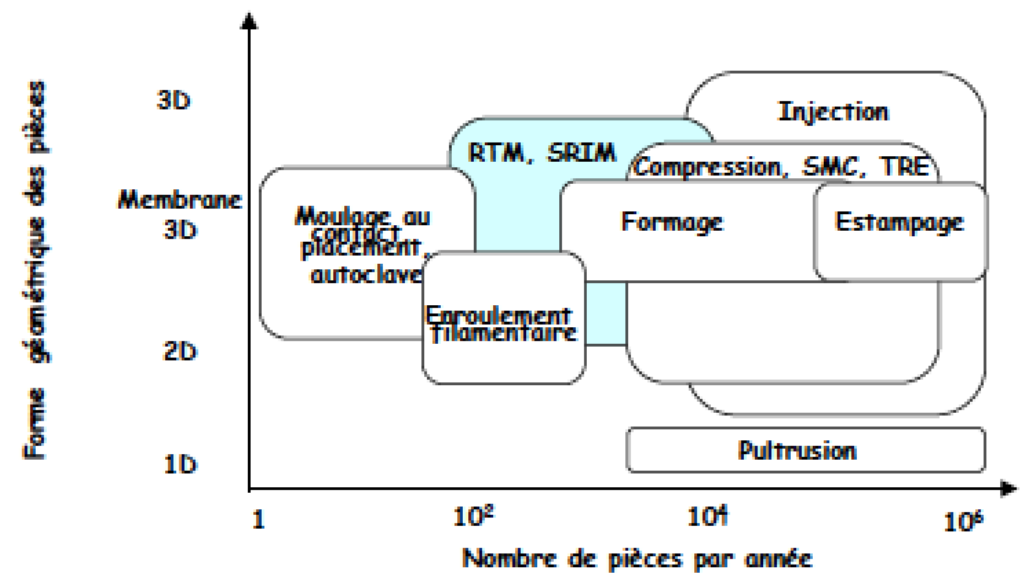 3D
Injection
RTM, SRIM
Compression, SMC, TRE
Membrane
3D
Moulage au
contact,
placement,
autoclave
Formage
Estampage
Enroulement
filamentaire
2D
Pultrusion
1D
1
10²
10⁴
10⁶
Nombre de pièces par année
Forme géamétrique des pièces